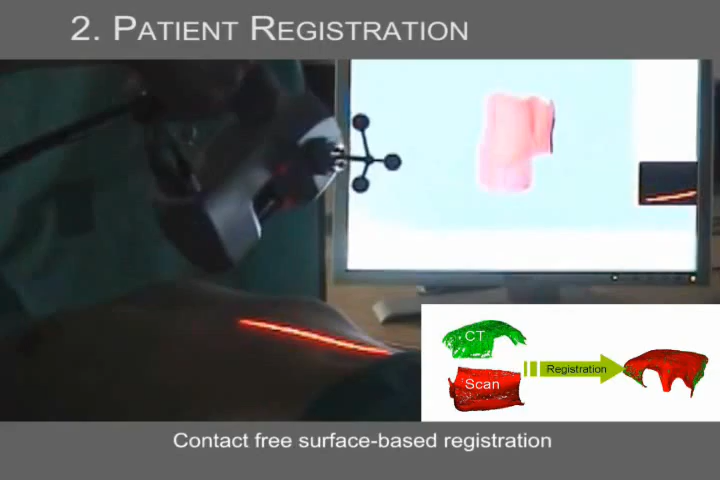 2. PATIENT REGISTRATION
CT
Scan
Registration
Contact free surface-based registration